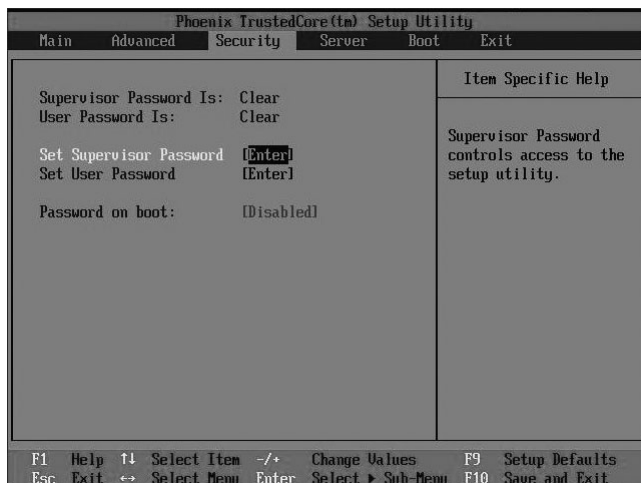 Phoenix TrustedCore(tm) Setup Utility
Main Advanced Security Server Boot Exit
Supervisor Password Is: Clear
User Password Is: Clear
Set Supervisor Password [Enter]
Set User Password [Enter]
Password on boot: [Disabled]
Item Specific Help
Supervisor Password
controls access to the
setup utility.
F1 Help ↑↓ Select Item -/+ Change Values F9 Setup Defaults
Esc Exit ↔ Select Menu Enter Select ▶ Sub-Menu F10 Save and Exit